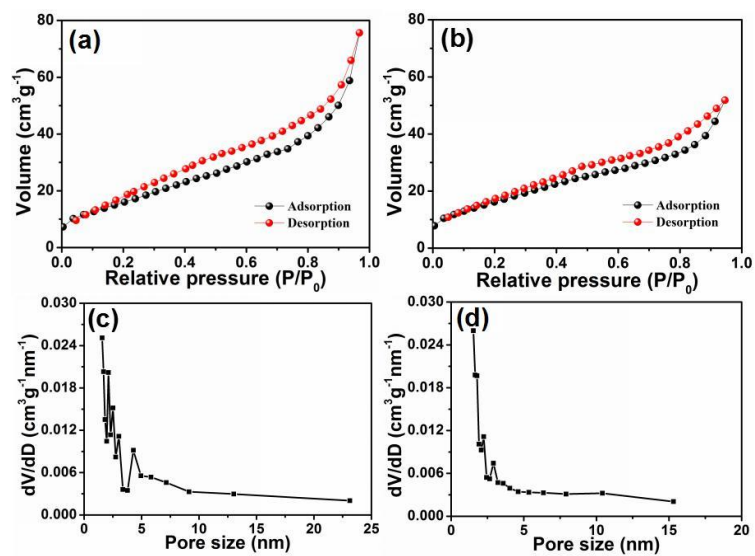 (a)
Volume (cm³g⁻¹)
80
60
40
20
0
Adsorption
Desorption
0.0 0.2 0.4 0.6 0.8 1.0
Relative pressure (P/P₀)
(b)
Volume (cm³g⁻¹)
80
60
40
20
0
Adsorption
Desorption
0.0 0.2 0.4 0.6 0.8 1.0
Relative pressure (P/P₀)
(c)
dV/dD (cm³g⁻¹nm⁻¹)
0.030
0.024
0.018
0.012
0.006
0.000
0 5 10 15 20 25
Pore size (nm)
(d)
dV/dD (cm³g⁻¹nm⁻¹)
0.030
0.024
0.018
0.012
0.006
0.000
0 5 10 15 20
Pore size (nm)